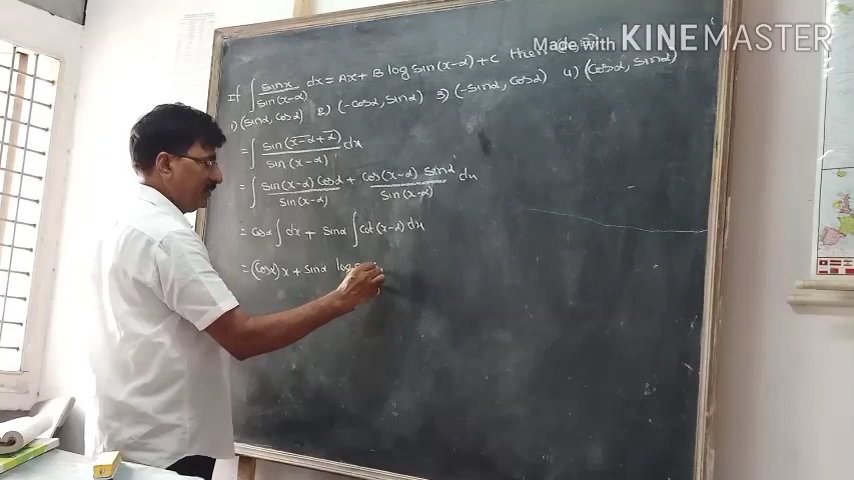 Made with KINEMASTER
If ∫ sinx/sin(x-α) dx = Ax + B log sin(x-α) + C then
1) (sinα, cosα) 2) (-cosα, sinα) 3) (-sinα, cosα) 4) (cosα, sinα)
= ∫ sin(x-α+α)/sin(x-α) dx
= ∫ sin(x-α) cosα/sin(x-α) + cos(x-α) sinα/sin(x-α) dx
= cosα ∫ dx + sinα ∫ cot(x-α) dx
= (cosα)x + sinα log